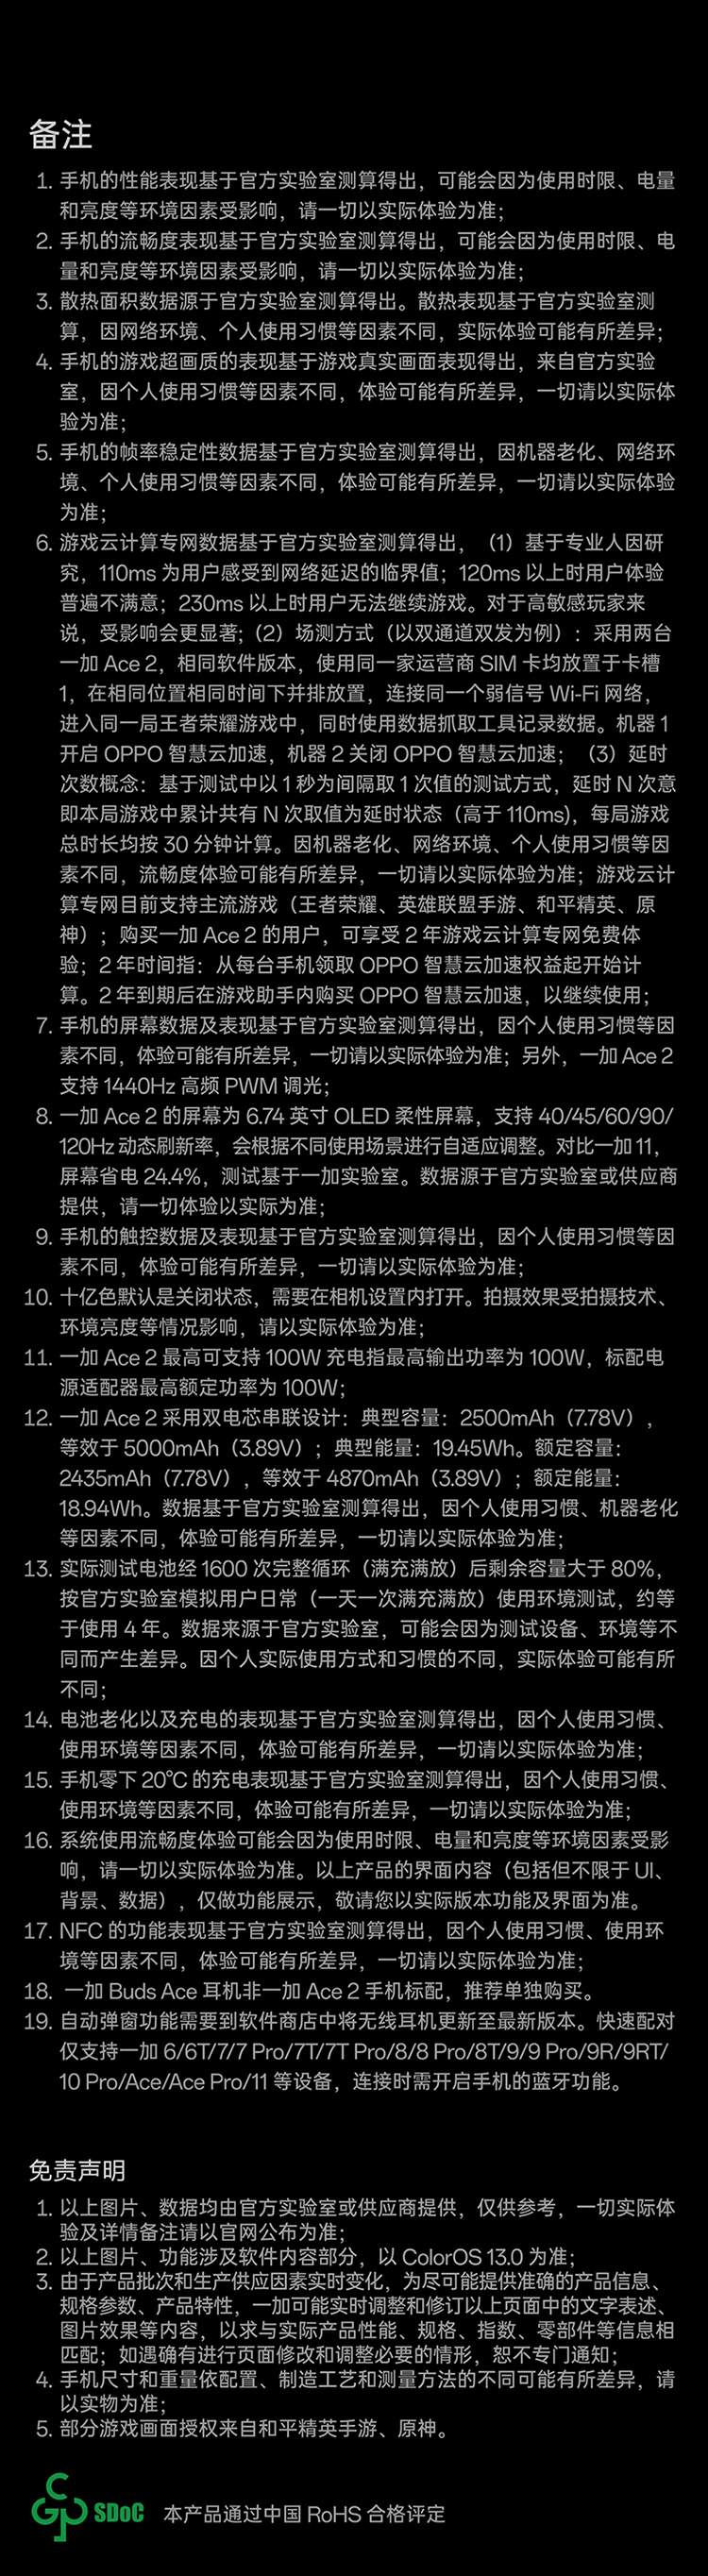 备注
1. 手机的性能表现基于官方实验室测算得出，可能会因为使用时限、电量
和亮度等环境因素受影响，请一切以实际体验为准；
2. 手机的流畅度表现基于官方实验室测算得出，可能会因为使用时限、电
量和亮度等环境因素受影响，请一切以实际体验为准；
3. 散热面积数据源于官方实验室测算得出。散热表现基于官方实验室测
算，因网络环境、个人使用习惯等因素不同，实际体验可能有所差异；
4. 手机的游戏超画质的表现基于游戏真实画面表现得出，来自官方实验
室，因个人使用习惯等因素不同，体验可能有所差异，一切请以实际体
验为准；
5. 手机的帧率稳定性数据基于官方实验室测算得出，因机器老化、网络环
境、个人使用习惯等因素不同，体验可能有所差异，一切请以实际体验
为准；
6. 游戏云计算专网数据基于官方实验室测算得出，（1）基于专业人因研
究，110ms 为用户感受到网络延迟的临界值；120ms 以上时用户体验
普遍不满意；230ms 以上时用户无法继续游戏。对于高敏感玩家来
说，受影响会更显著；（2）场测方式（以双通道双发为例）：采用两台
一加 Ace 2，相同软件版本，使用同一家运营商 SIM 卡均放置于卡槽
1，在相同位置相同时间下并排放置，连接同一个弱信号 Wi-Fi 网络，
进入同一局王者荣耀游戏中，同时使用数据抓取工具记录数据。机器 1
开启 OPPO 智慧云加速，机器 2 关闭 OPPO 智慧云加速；（3）延时
次数概念：基于测试中以 1 秒为间隔取 1 次值的测试方式，延时 N 次意
即本局游戏中累计共有 N 次取值为延时状态（高于 110ms)，每局游戏
总时长均按 30 分钟计算。因机器老化、网络环境、个人使用习惯等因
素不同，流畅度体验可能有所差异，一切请以实际体验为准；游戏云计
算专网目前支持主流游戏（王者荣耀、英雄联盟手游、和平精英、原
神）；购买一加 Ace 2 的用户，可享受 2 年游戏云计算专网免费体
验；2 年时间指：从每台手机领取 OPPO 智慧云加速权益起开始计
算。2 年到期后在游戏助手内购买 OPPO 智慧云加速，以继续使用；
7. 手机的屏幕数据及表现基于官方实验室测算得出，因个人使用习惯等因
素不同，体验可能有所差异，一切请以实际体验为准；另外，一加 Ace 2
支持 1440Hz 高频 PWM 调光；
8. 一加 Ace 2 的屏幕为 6.74 英寸 OLED 柔性屏幕，支持 40/45/60/90/
120Hz 动态刷新率，会根据不同使用场景进行自适应调整。对比一加 11，
屏幕省电 24.4%，测试基于一加实验室。数据源于官方实验室或供应商
提供，请一切体验以实际为准；
9. 手机的触控数据及表现基于官方实验室测算得出，因个人使用习惯等因
素不同，体验可能有所差异，一切请以实际体验为准；
10. 十亿色默认是关闭状态，需要在相机设置内打开。拍摄效果受拍摄技术、
环境亮度等情况影响，请以实际体验为准；
11. 一加 Ace 2 最高可支持 100W 充电指最高输出功率为 100W，标配电
源适配器最高额定功率为 100W；
12. 一加 Ace 2 采用双电芯串联设计：典型容量：2500mAh（7.78V），
等效于 5000mAh（3.89V）；典型能量：19.45Wh。额定容量：
2435mAh（7.78V），等效于 4870mAh（3.89V）；额定能量：
18.94Wh。数据基于官方实验室测算得出，因个人使用习惯、机器老化
等因素不同，体验可能有所差异，一切请以实际体验为准；
13. 实际测试电池经 1600 次完整循环（满充满放）后剩余容量大于 80%，
按官方实验室模拟用户日常（一天一次满充满放）使用环境测试，约等
于使用 4 年。数据来源于官方实验室，可能会因为测试设备、环境等不
同而产生差异。因个人实际使用方式和习惯的不同，实际体验可能有所
不同；
14. 电池老化以及充电的表现基于官方实验室测算得出，因个人使用习惯、
使用环境等因素不同，体验可能有所差异，一切请以实际体验为准；
15. 手机零下 20℃ 的充电表现基于官方实验室测算得出，因个人使用习惯、
使用环境等因素不同，体验可能有所差异，一切请以实际体验为准；
16. 系统使用流畅度体验可能会因为使用时限、电量和亮度等环境因素受影
响，请一切以实际体验为准。以上产品的界面内容（包括但不限于 UI、
背景、数据），仅做功能展示，敬请您以实际版本功能及界面为准。
17. NFC 的功能表现基于官方实验室测算得出，因个人使用习惯、使用环
境等因素不同，体验可能有所差异，一切请以实际体验为准；
18. 一加 Buds Ace 耳机非一加 Ace 2 手机标配，推荐单独购买。
19. 自动弹窗功能需要到软件商店中将无线耳机更新至最新版本。快速配对
仅支持一加 6/6T/7/7 Pro/7T/7T Pro/8/8 Pro/8T/9/9 Pro/9R/9RT/
10 Pro/Ace/Ace Pro/11 等设备，连接时需开启手机的蓝牙功能。
免责声明
1. 以上图片、数据均由官方实验室或供应商提供，仅供参考，一切实际体
验及详情备注请以官网公布为准；
2. 以上图片、功能涉及软件内容部分，以 ColorOS 13.0 为准；
3. 由于产品批次和生产供应因素实时变化，为尽可能提供准确的产品信息、
规格参数、产品特性，一加可能实时调整和修订以上页面中的文字表述、
图片效果等内容，以求与实际产品性能、规格、指数、零部件等信息相
匹配；如遇确有进行页面修改和调整必要的情形，恕不专门通知；
4. 手机尺寸和重量依配置、制造工艺和测量方法的不同可能有所差异，请
以实物为准；
5. 部分游戏画面授权来自和平精英手游、原神。
SDoC 本产品通过中国 RoHS 合格评定